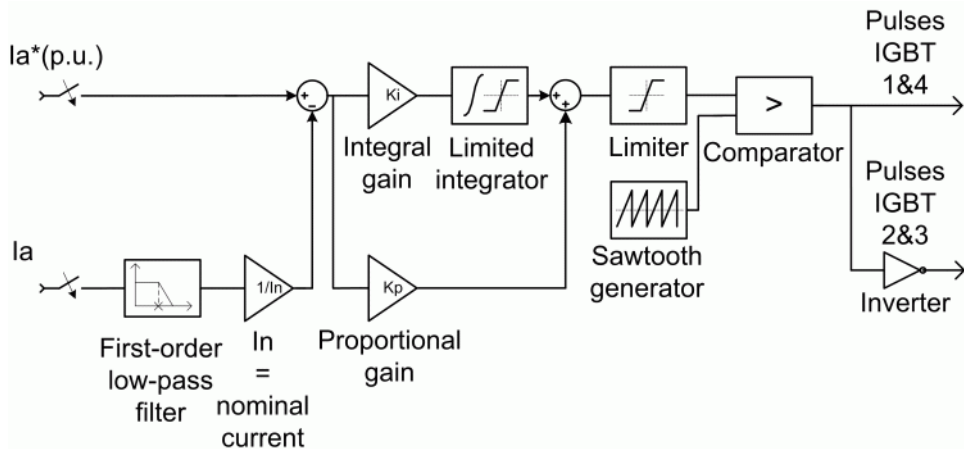 Ia*(p.u.)
Pulses
IGBT
1&4
+
-
Ki
+
+
>
Integral
gain
Limited
integrator
Limiter
Comparator
Pulses
IGBT
2&3
Ia
1/In
Kp
Sawtooth
generator
Inverter
First-order
low-pass
filter
In
=
nominal
current
Proportional
gain